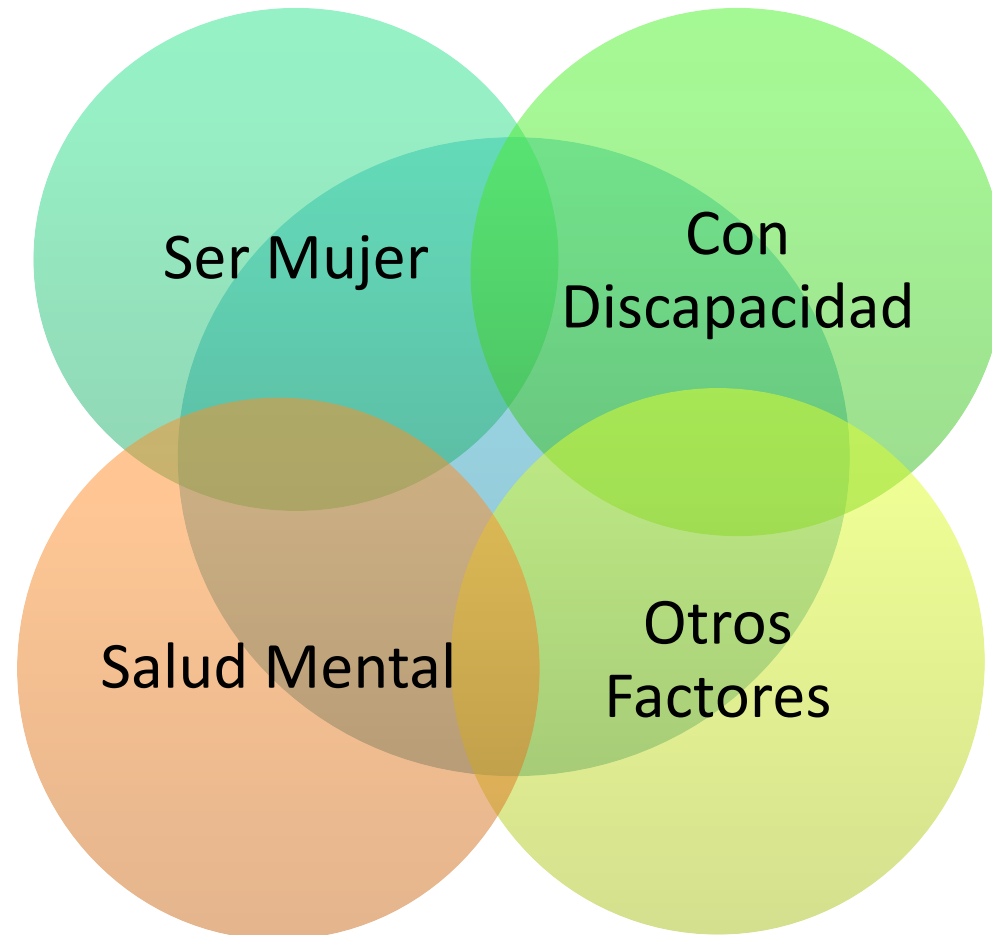 Ser Mujer
Con
Discapacidad
Salud Mental
Otros
Factores